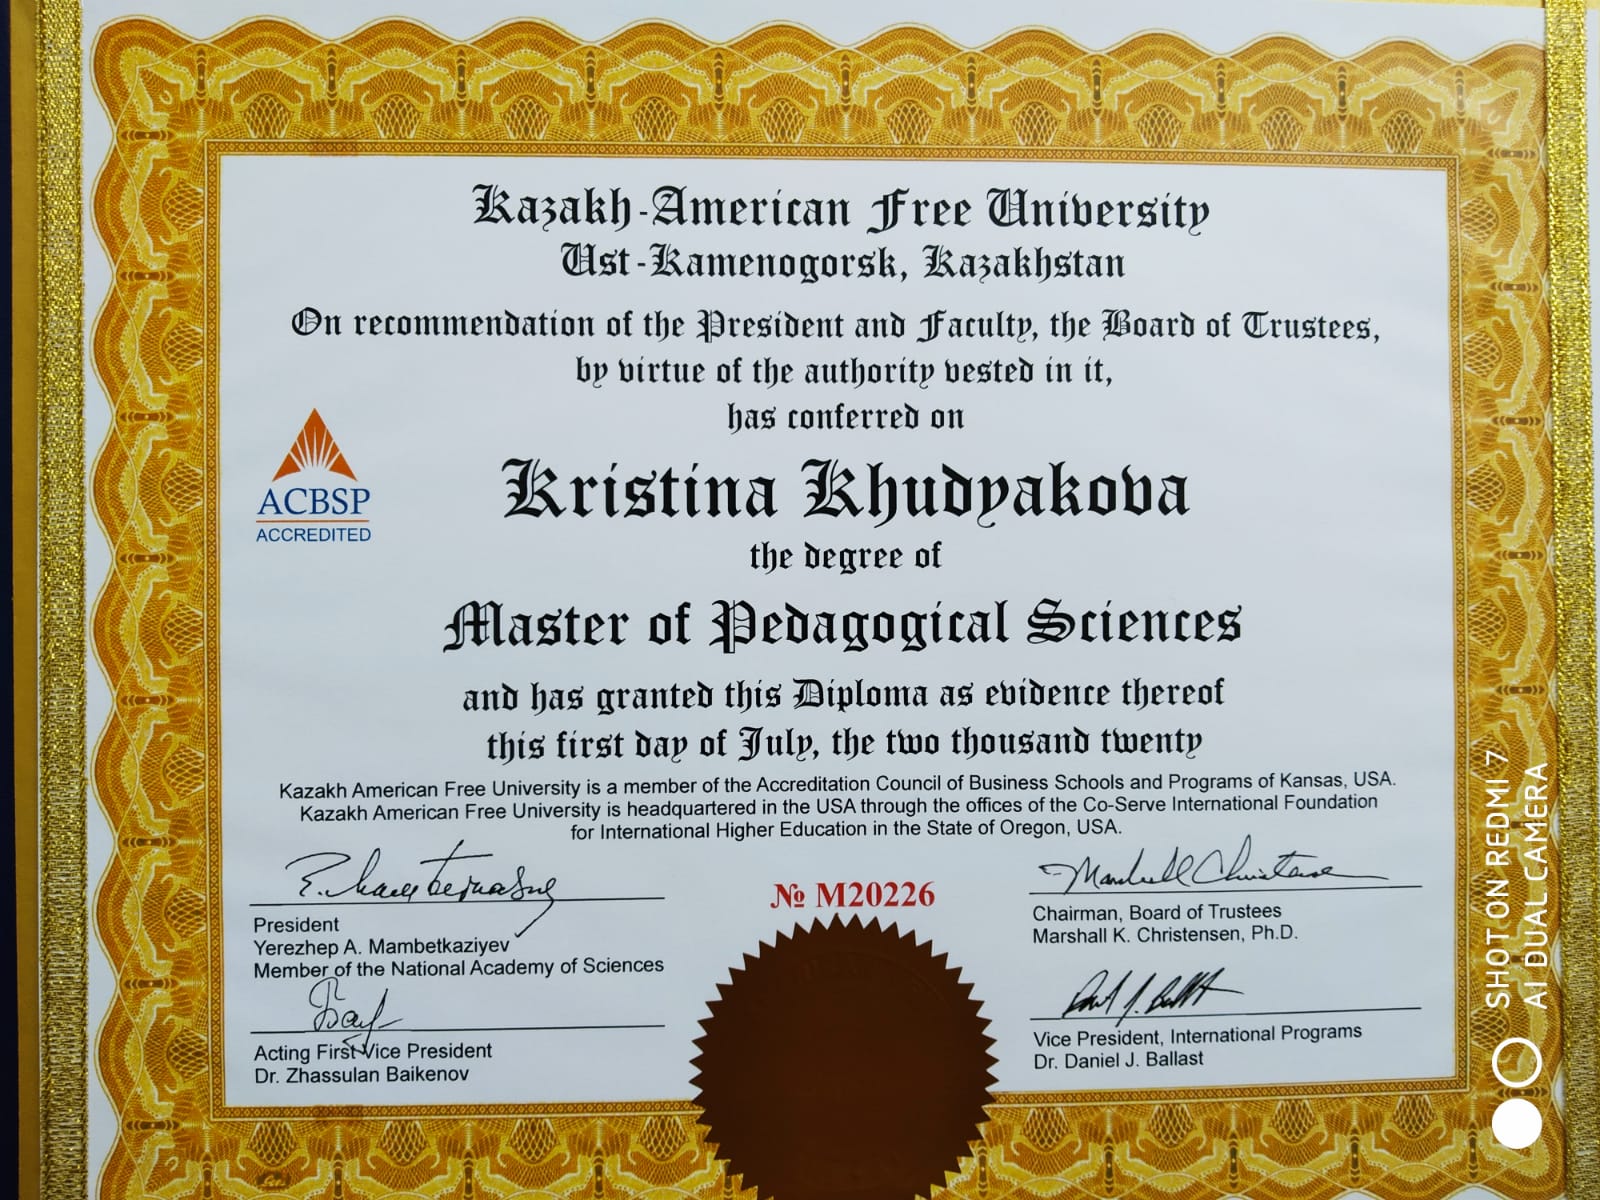 Kazakh-American Free University
Ust-Kamenogorsk, Kazakhstan
On recommendation of the President and Faculty, the Board of Trustees,
by virtue of the authority vested in it,
has conferred on
ACBSP
ACCREDITED
Kristina Khudyakova
the degree of
Master of Pedagogical Sciences
and has granted this Diploma as evidence thereof
this first day of July, the two thousand twenty
Kazakh American Free University is a member of the Accreditation Council of Business Schools and Programs of Kansas, USA.
Kazakh American Free University is headquartered in the USA through the offices of the Co-Serve International Foundation
for International Higher Education in the State of Oregon, USA.
President
Yerezhep A. Mambetkaziyev
Member of the National Academy of Sciences
Acting First Vice President
Dr. Zhassulan Baikenov
№ M20226
Chairman, Board of Trustees
Marshall K. Christensen, Ph.D.
Vice President, International Programs
Dr. Daniel J. Ballast
SHOT ON REDMI 7
AI DUAL CAMERA